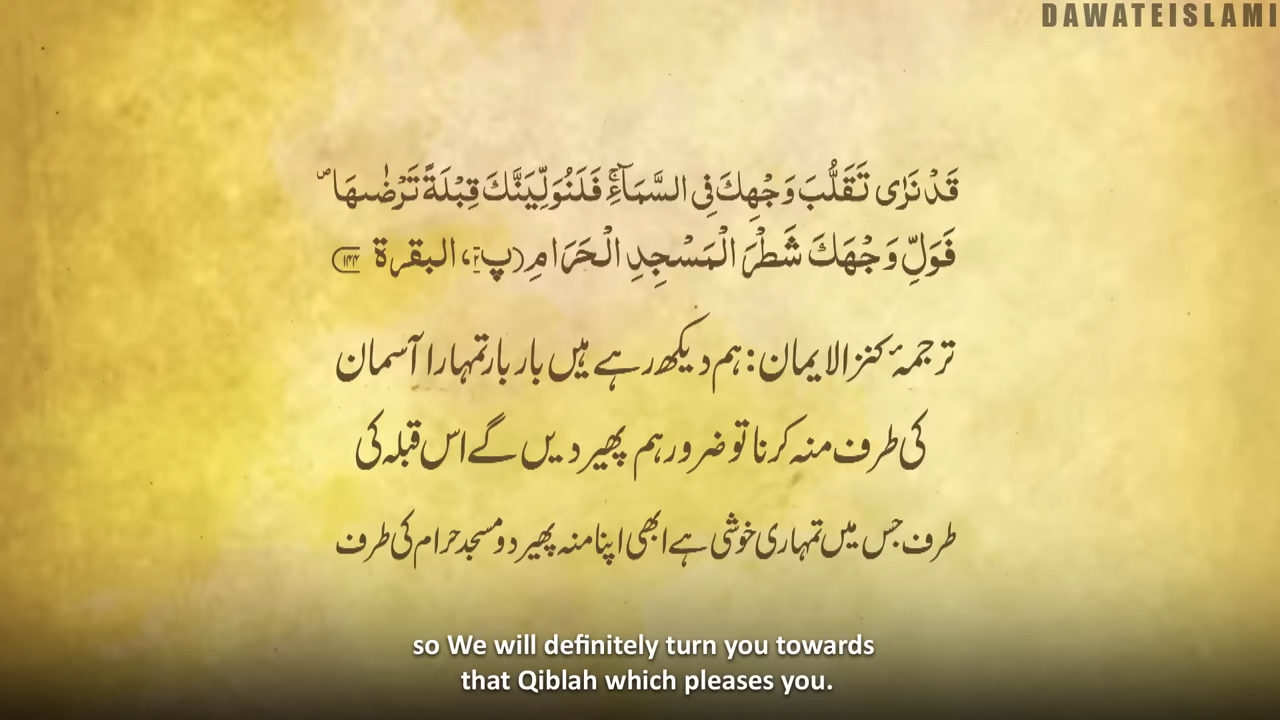 DAWATEISLAMI
قَدْ نَرٰى تَقَلُّبَ وَجْهِكَ فِی السَّمَآءِۚ فَلَنُوَلِّیَنَّكَ قِبْلَةً تَرْضٰىهَا۪
فَوَلِّ وَجْهَكَ شَطْرَ الْمَسْجِدِ الْحَرَامِ (پ۲، البقرة ۱۴۴)
ترجمۂ کنز الایمان: ہم دیکھ رہے ہیں بار بار تمہارا آسمان
کی طرف منہ کرنا تو ضرور ہم پھیر دیں گے اس قبلہ کی
طرف جس میں تمہاری خوشی ہے ابھی اپنا منہ پھیر دو مسجد حرام کی طرف
so We will definitely turn you towards
that Qiblah which pleases you.